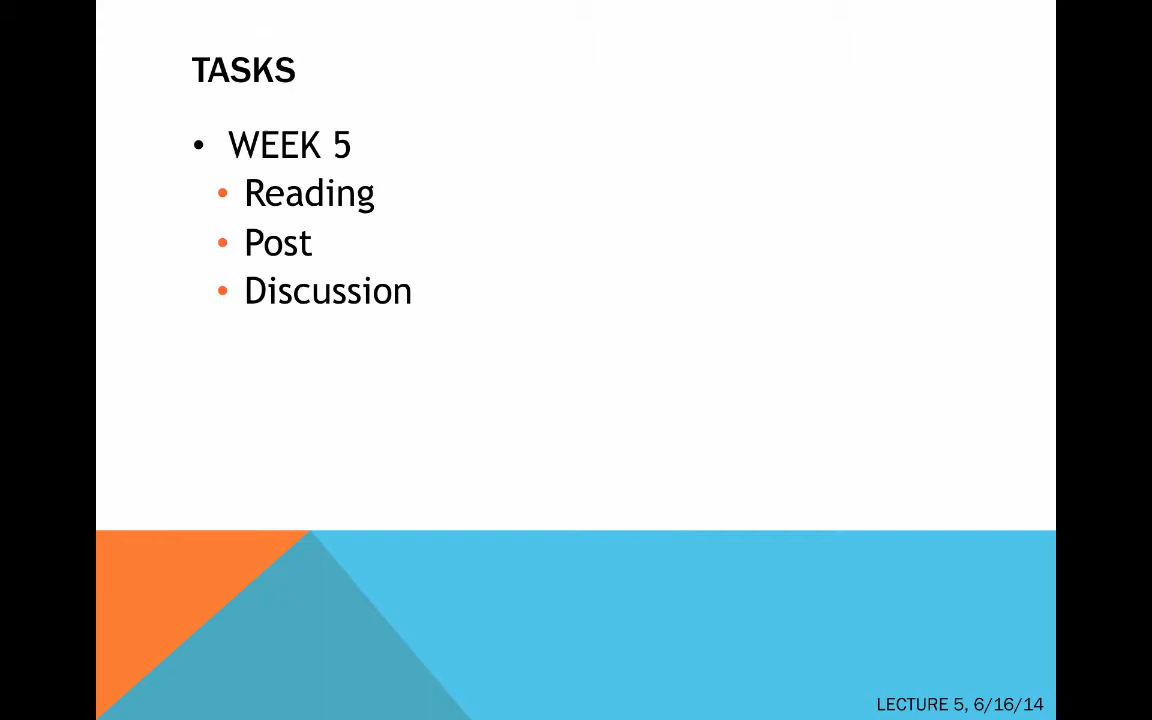 TASKS
• WEEK 5
• Reading
• Post
• Discussion
LECTURE 5, 6/16/14